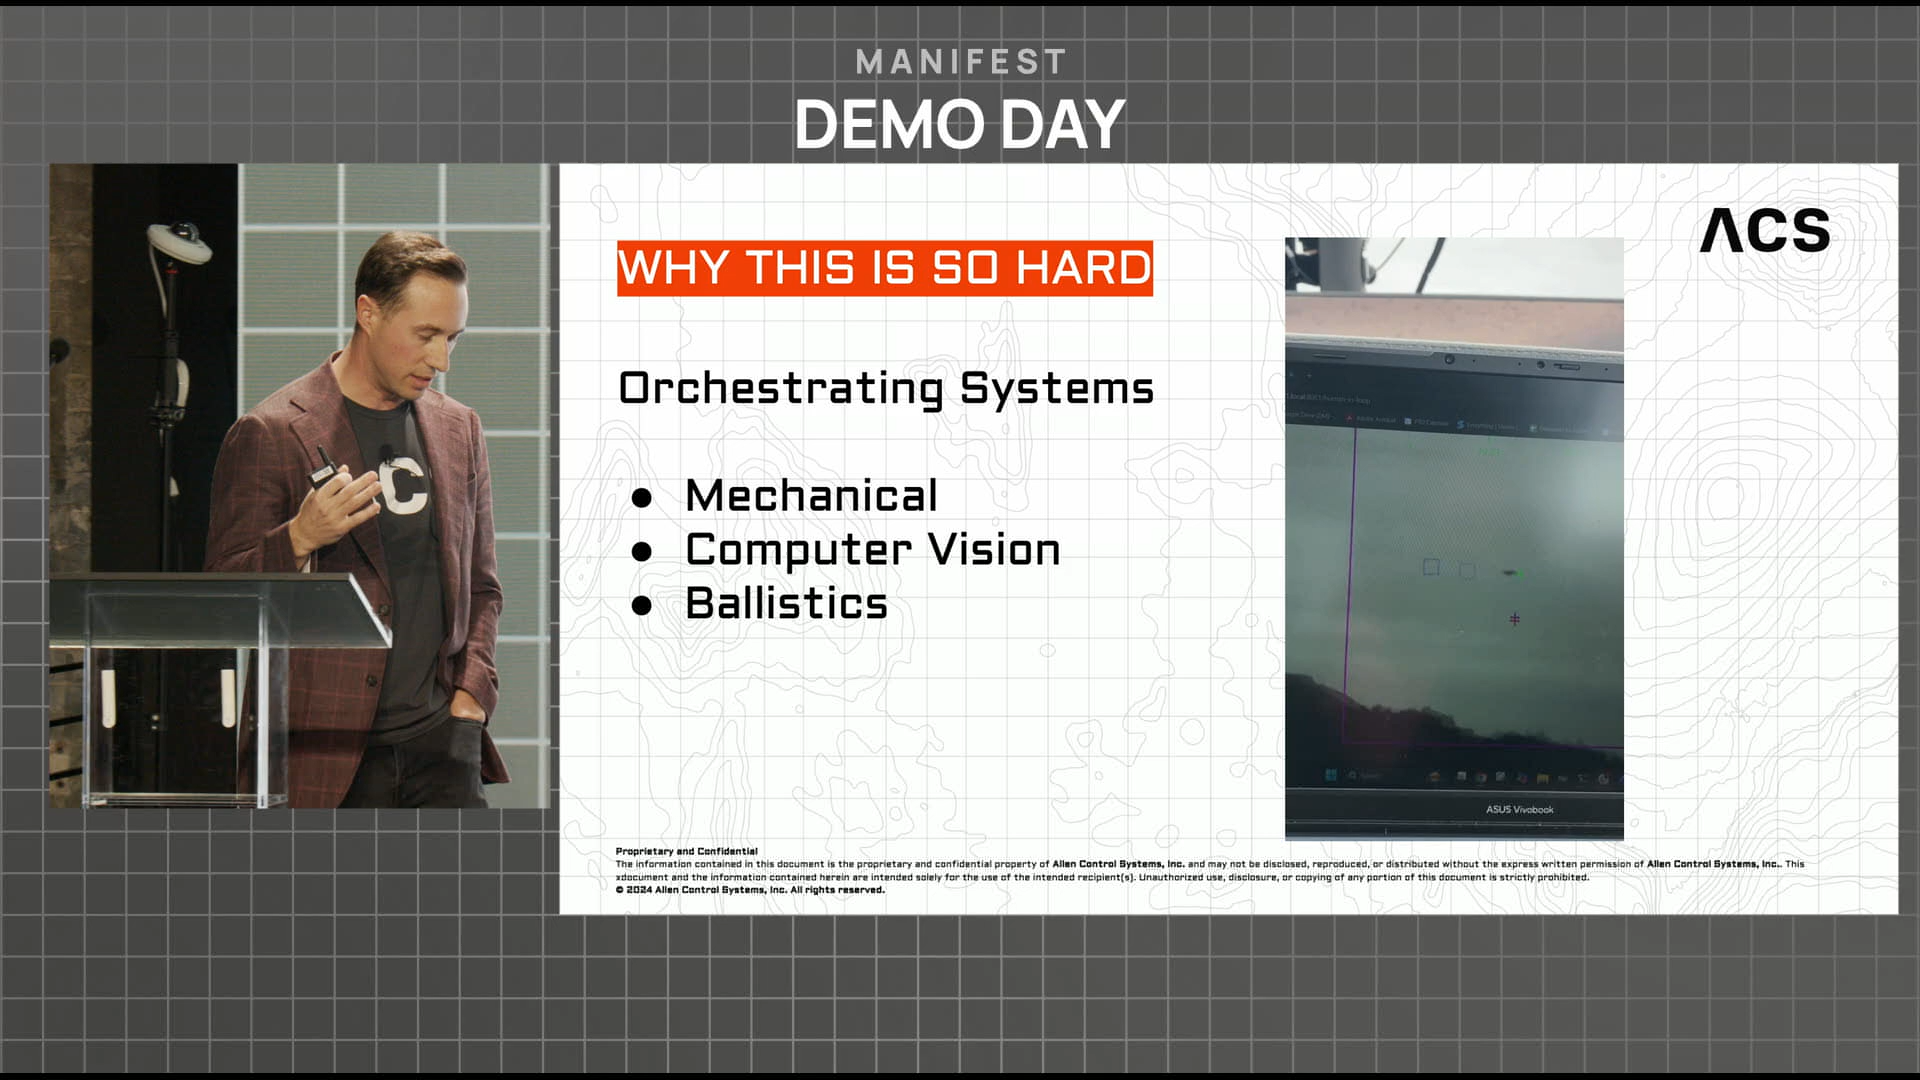 MANIFEST
DEMO DAY
ACS
WHY THIS IS SO HARD
Orchestrating Systems
● Mechanical
● Computer Vision
● Ballistics
C
ASUS Vivobook
Proprietary and Confidential
The information contained in this document is the proprietary and confidential property of Allen Control Systems, Inc. and may not be disclosed, reproduced, or distributed without the express written permission of Allen Control Systems, Inc.. This
xdocument and the information contained herein are intended solely for the use of the intended recipient(s). Unauthorized use, disclosure, or copying of any portion of this document is strictly prohibited.
© 2024 Allen Control Systems, Inc. All rights reserved.